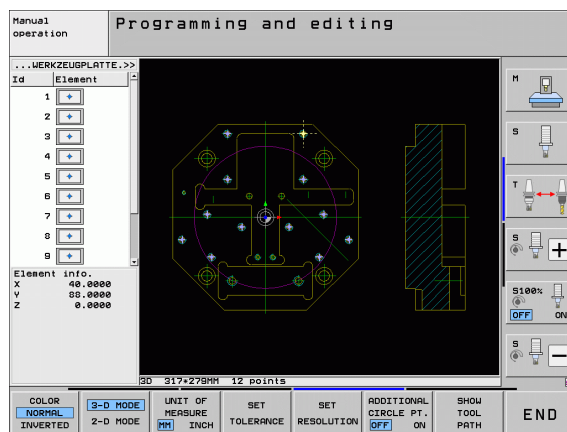 Manual operation
Programming and editing
...WERKZEUGPLATTE.>>
Id Element
1
2
3
4
5
6
7
8
9
Element info.
X 40.0000
Y 88.0000
Z 0.0000
3D 317*279MM 12 points
M
S
T
S
+
S100%
OFF ON
S
−
COLOR
NORMAL
INVERTED
3-D MODE
2-D MODE
UNIT OF
MEASURE
MM INCH
SET
TOLERANCE
SET
RESOLUTION
ADDITIONAL
CIRCLE PT.
OFF ON
SHOW
TOOL
PATH
END